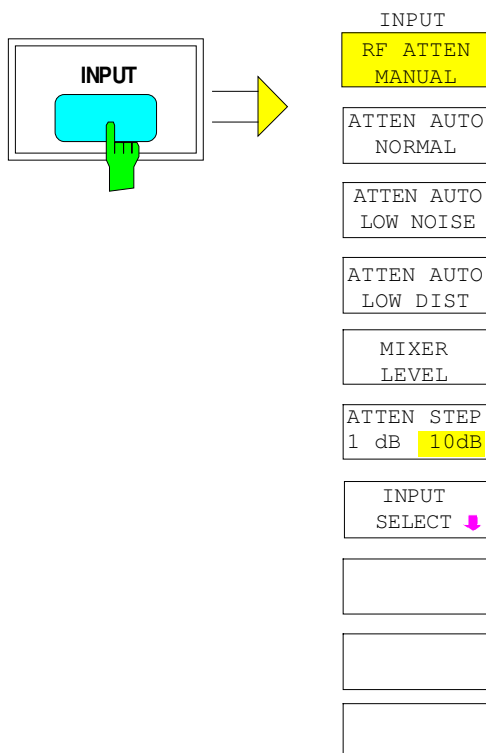 INPUT
INPUT
RF ATTEN
MANUAL
ATTEN AUTO
NORMAL
ATTEN AUTO
LOW NOISE
ATTEN AUTO
LOW DIST
MIXER
LEVEL
ATTEN STEP
1 dB 10dB
INPUT
SELECT